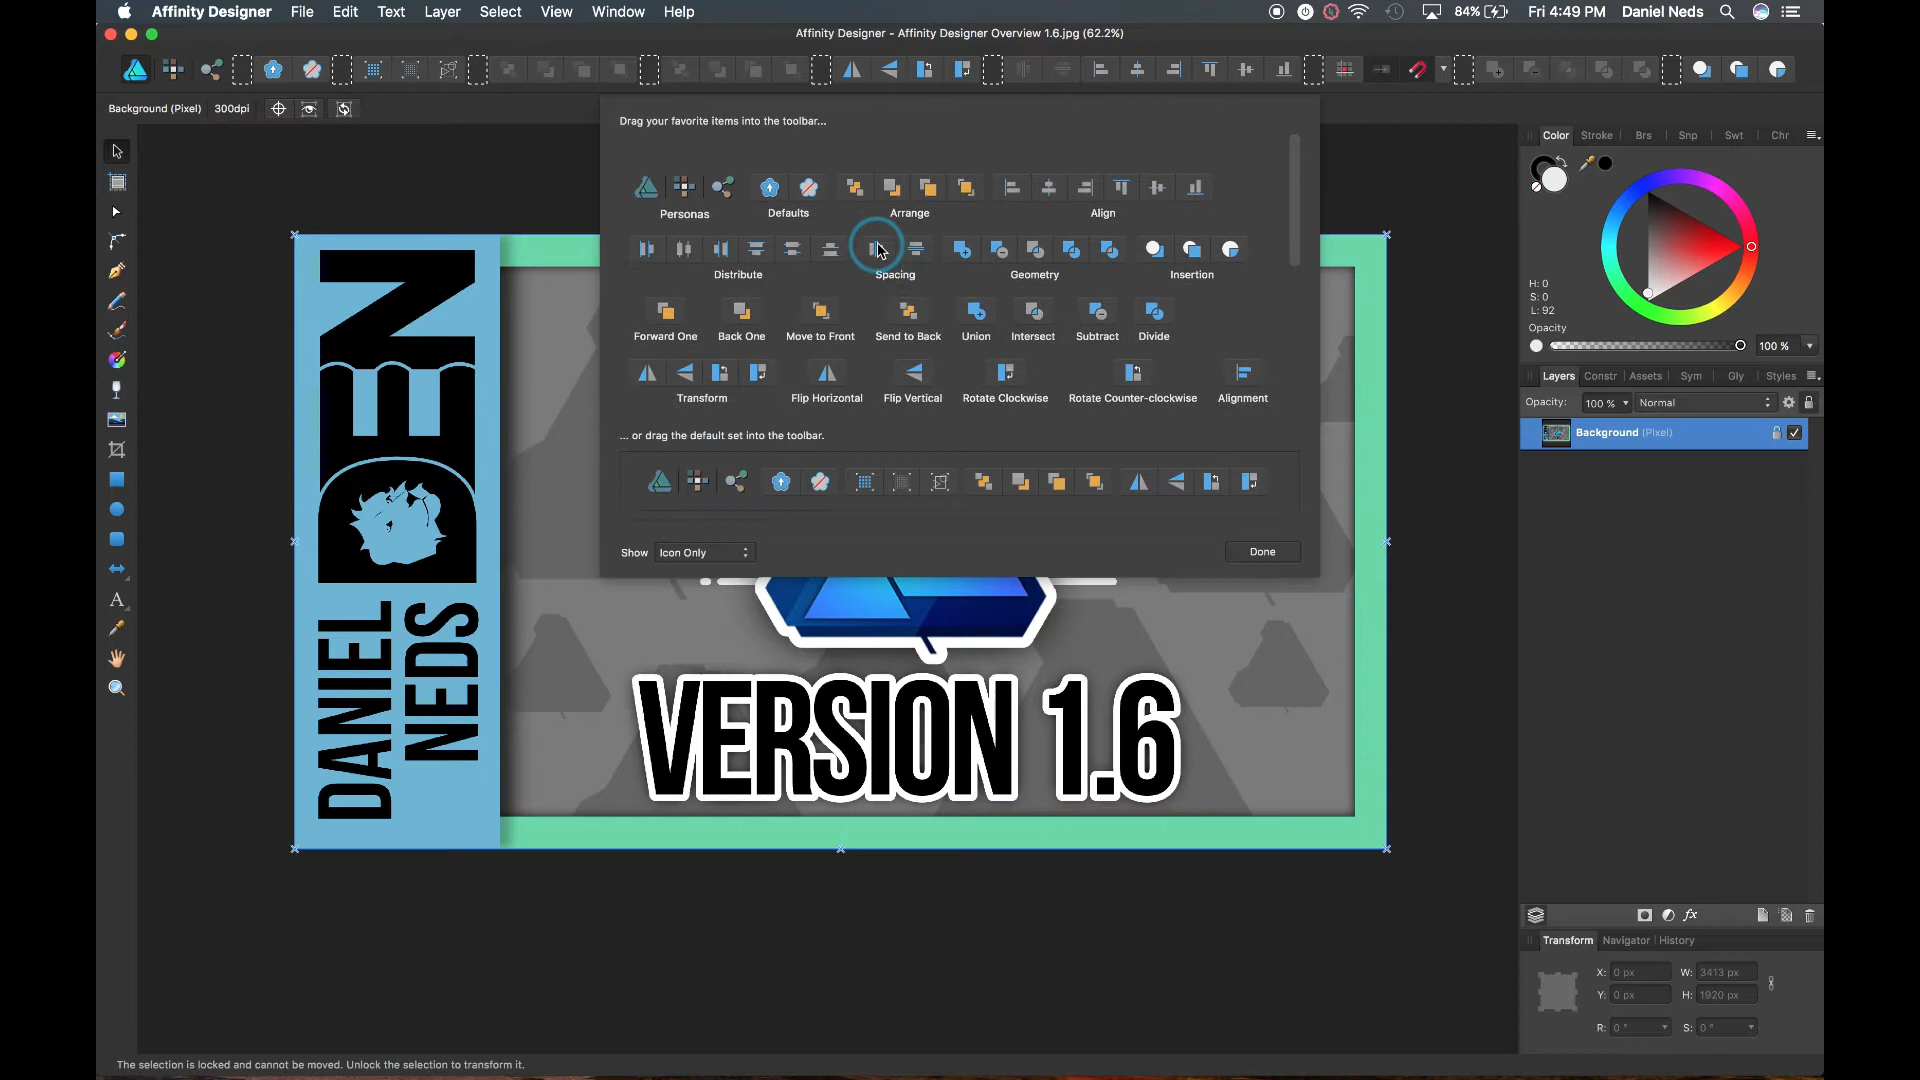 Affinity Designer File Edit Text Layer Select View Window Help 84% Fri 4:49 PM Daniel Neds
Affinity Designer - Affinity Designer Overview 1.6.jpg (62.2%)
Background (Pixel) 300dpi
Drag your favorite items into the toolbar...
Personas Defaults Arrange Align
Distribute Spacing Geometry Insertion
Forward One Back One Move to Front Send to Back Union Intersect Subtract Divide
Transform Flip Horizontal Flip Vertical Rotate Clockwise Rotate Counter-clockwise Alignment
... or drag the default set into the toolbar.
Show Icon Only Done
DEN
DANIEL
NEDS
VERSION 1.6
Color Stroke Brs Snp Swt Chr
H: 0
S: 0
L: 92
Opacity
100 %
Layers Constr Assets Sym Gly Styles
Opacity: 100 % Normal
Background (Pixel)
fx
Transform Navigator History
X: 0 px W: 3413 px
Y: 0 px H: 1920 px
R: 0 ° S: 0 °
A
The selection is locked and cannot be moved. Unlock the selection to transform it.